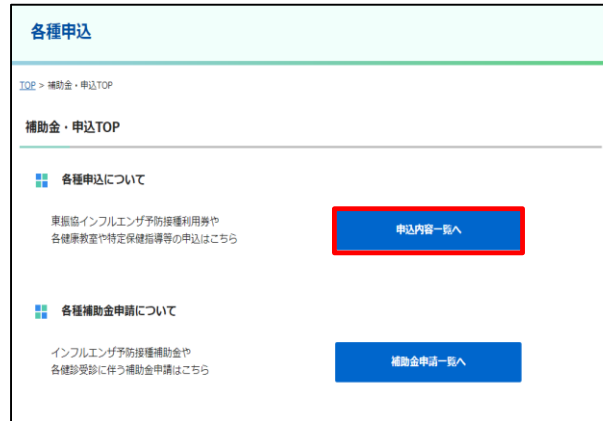 各種申込
TOP > 補助金・申込TOP
補助金・申込TOP
各種申込について
東振協インフルエンザ予防接種利用券や
各健康教室や特定保健指導等の申込はこちら
申込内容一覧へ
各種補助金申請について
インフルエンザ予防接種補助金や
各健診受診に伴う補助金申請はこちら
補助金申請一覧へ